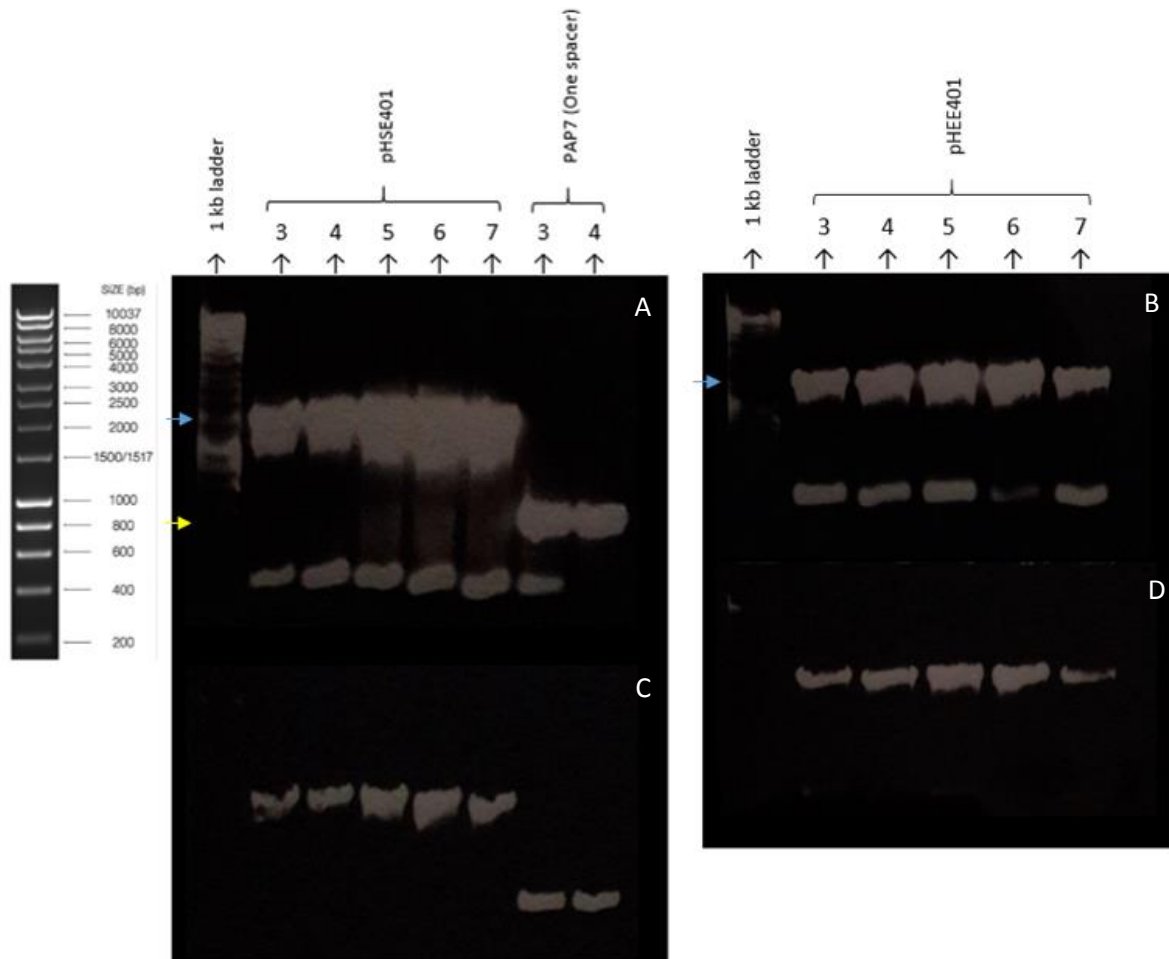 1 kb ladder
pHSE401
PAP7 (One spacer)
3 4 5 6 7 3 4
1 kb ladder
pHEE401
3 4 5 6 7
A
B
C
D
SIZE (bp)
10037
8000
6000
5000
4000
3000
2500
2000
1500/1517
1000
800
600
400
200